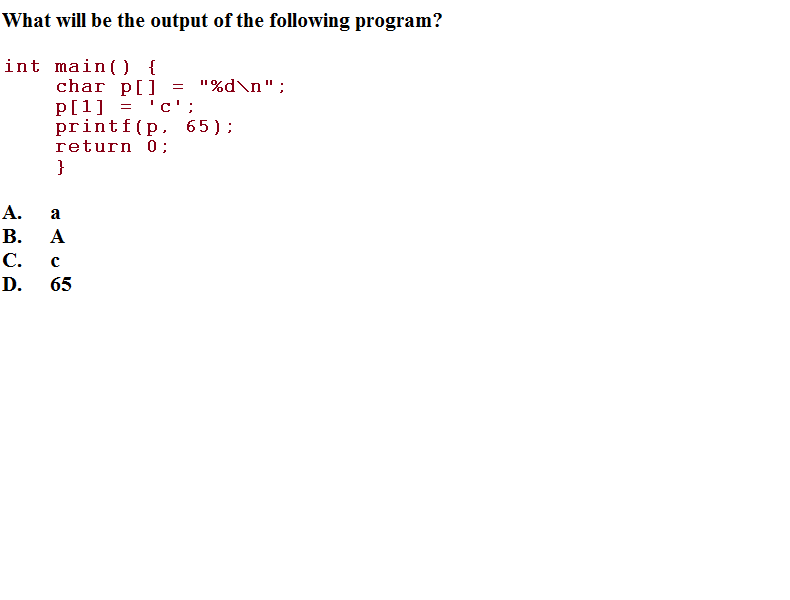 What will be the output of the following program?
int main() {
char p[] = "%d\n";
p[1] = 'c';
printf(p, 65);
return 0;
}
A. a
B. A
C. c
D. 65